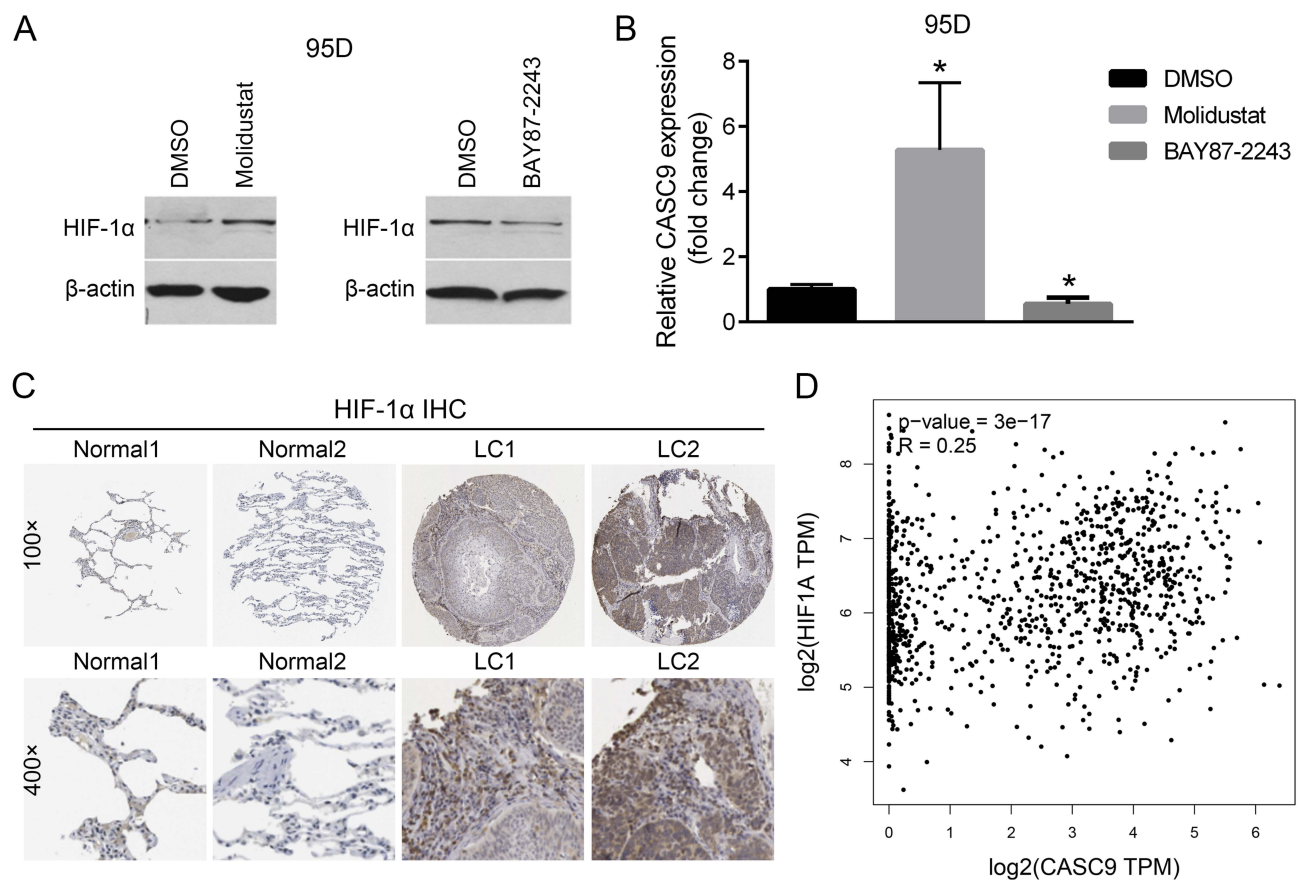 A
95D
DMSO
Molidustat
DMSO
BAY87-2243
HIF-1α
β-actin
HIF-1α
β-actin
B
95D
Relative CASC9 expression
(fold change)
8
6
4
2
0
*
*
DMSO
Molidustat
BAY87-2243
C
HIF-1α IHC
Normal1 Normal2 LC1 LC2
100×
Normal1 Normal2 LC1 LC2
400×
D
p−value = 3e−17
R = 0.25
log2(HIF1A TPM)
8
7
6
5
4
0 1 2 3 4 5 6
log2(CASC9 TPM)